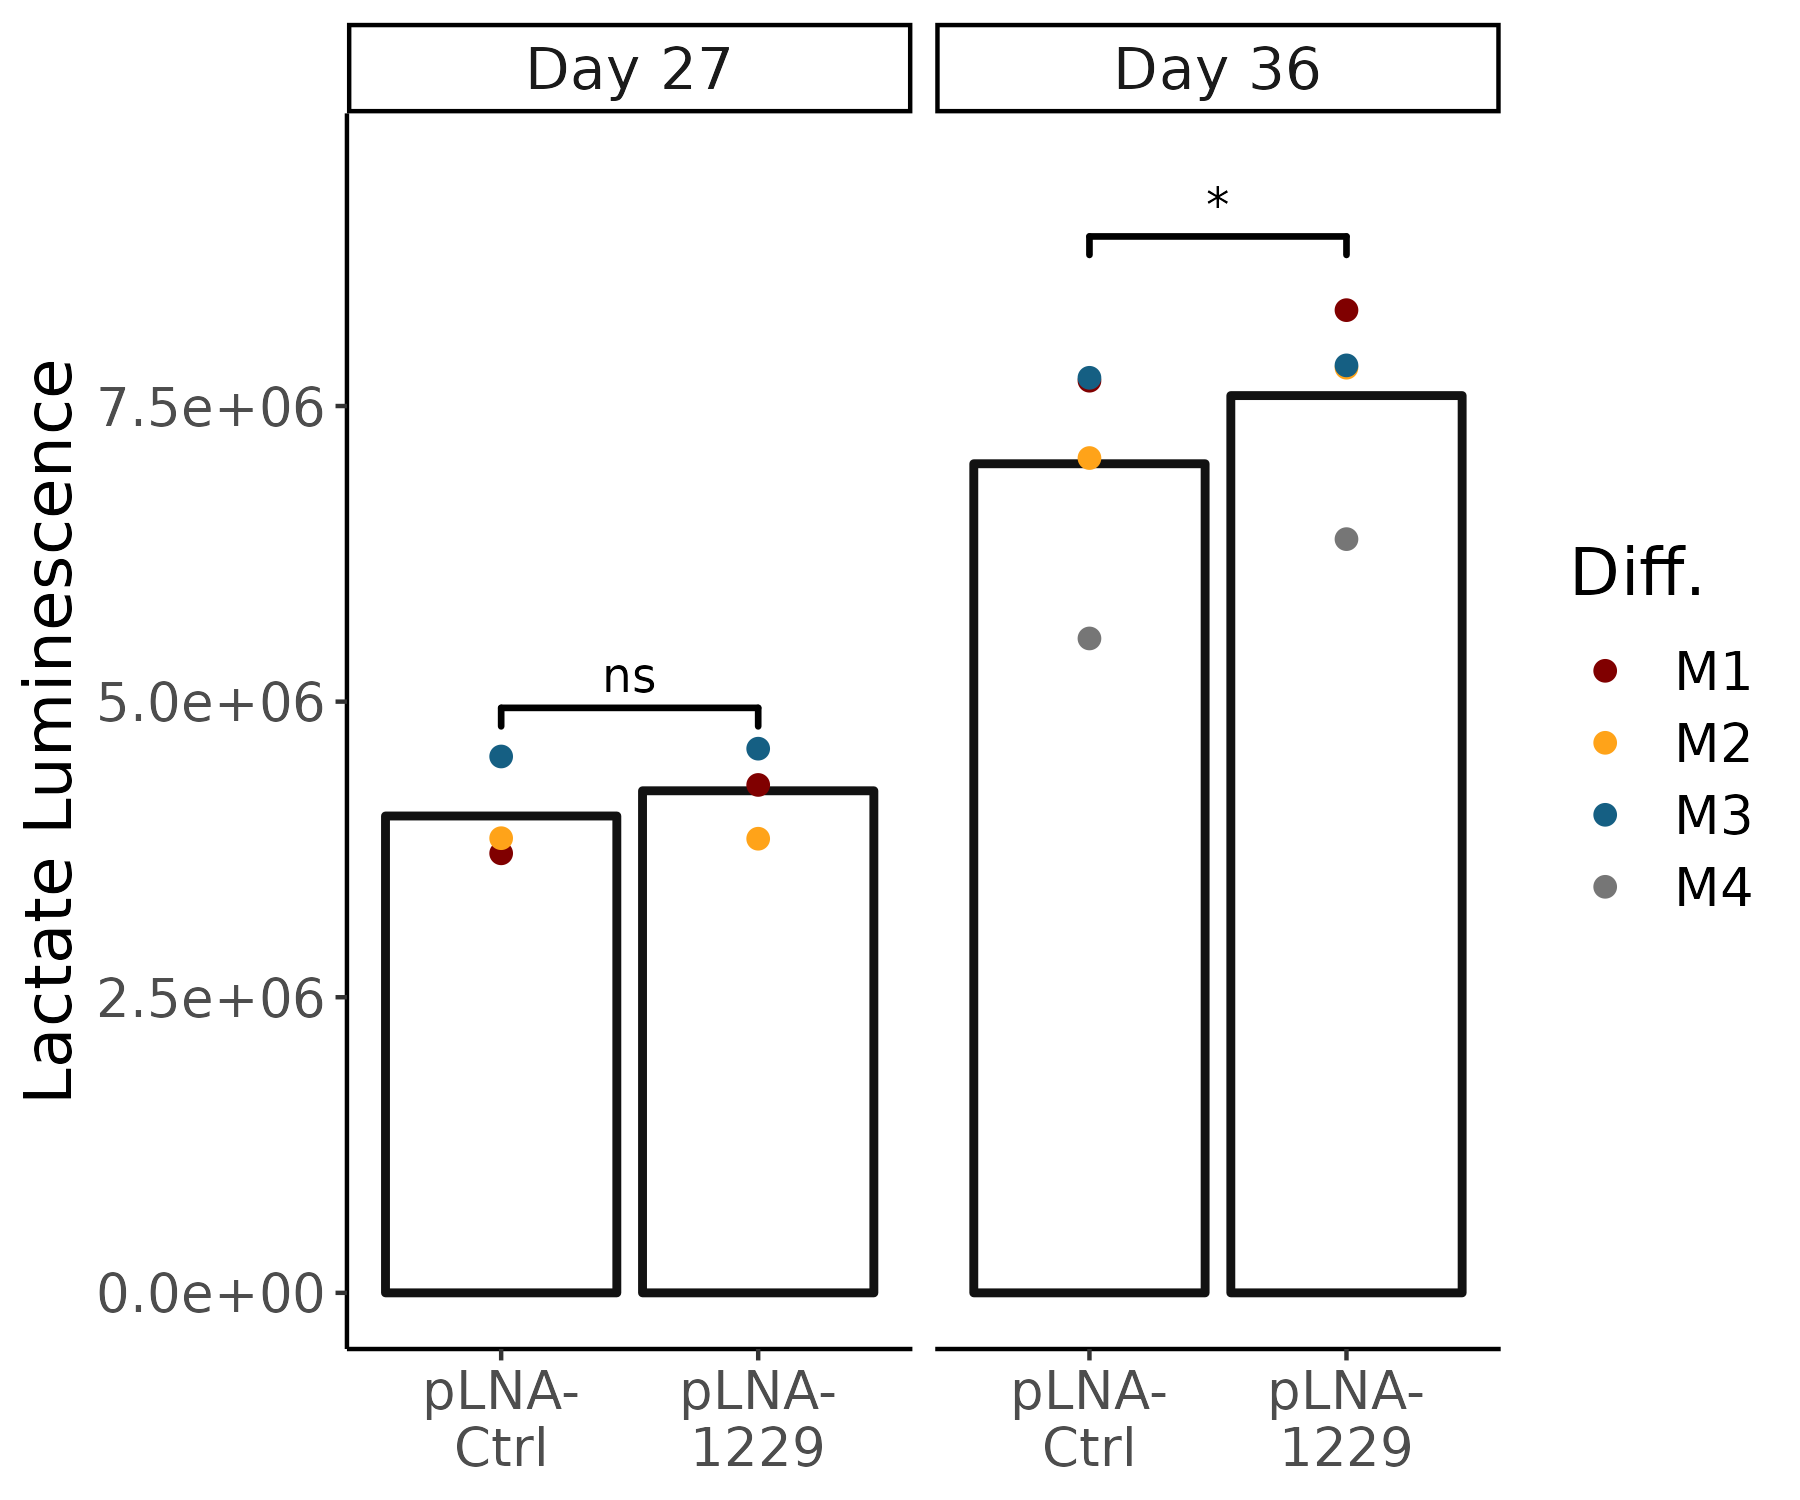 Day 27
Day 36
Lactate Luminescence
7.5e+06
5.0e+06
2.5e+06
0.0e+00
ns
*
pLNA-
Ctrl
pLNA-
1229
pLNA-
Ctrl
pLNA-
1229
Diff.
M1
M2
M3
M4